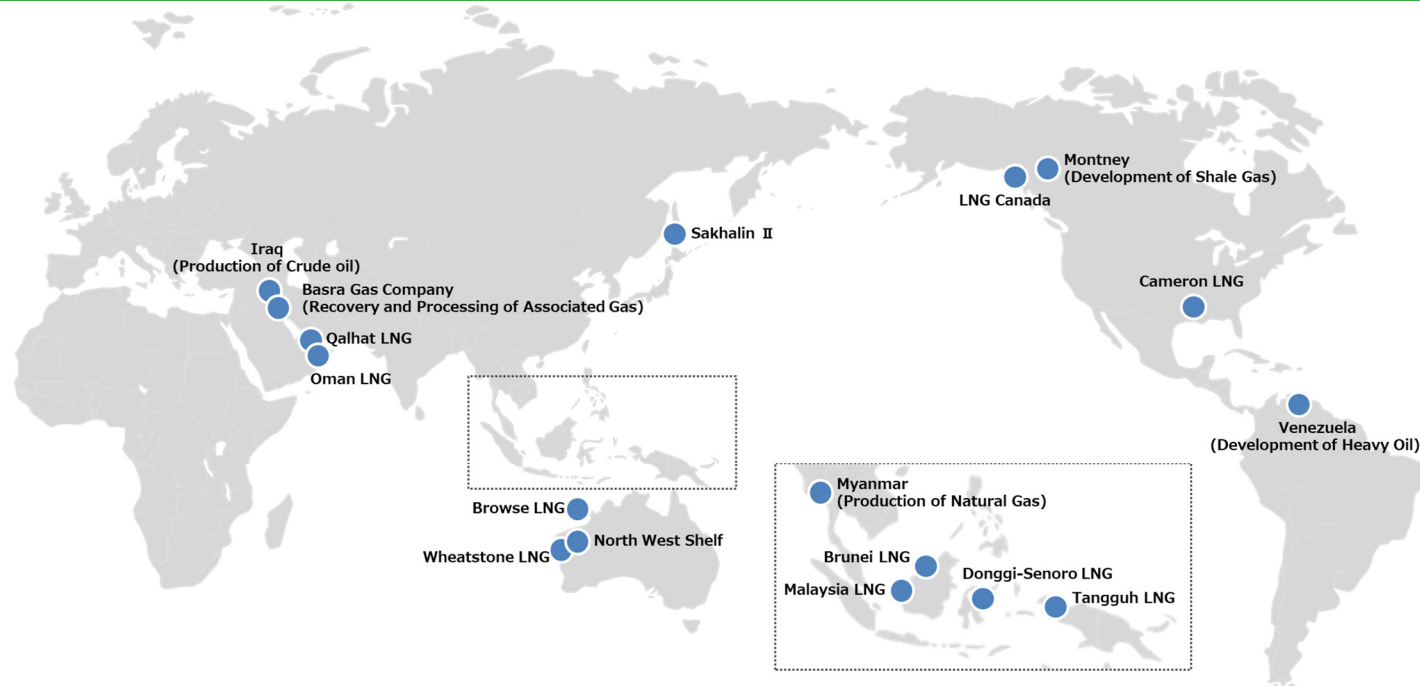 Montney
(Development of Shale Gas)
LNG Canada
Sakhalin Ⅱ
Iraq
(Production of Crude oil)
Basra Gas Company
(Recovery and Processing of Associated Gas)
Cameron LNG
Qalhat LNG
Oman LNG
Venezuela
(Development of Heavy Oil)
Browse LNG
North West Shelf
Wheatstone LNG
Myanmar
(Production of Natural Gas)
Brunei LNG
Donggi-Senoro LNG
Malaysia LNG
Tangguh LNG